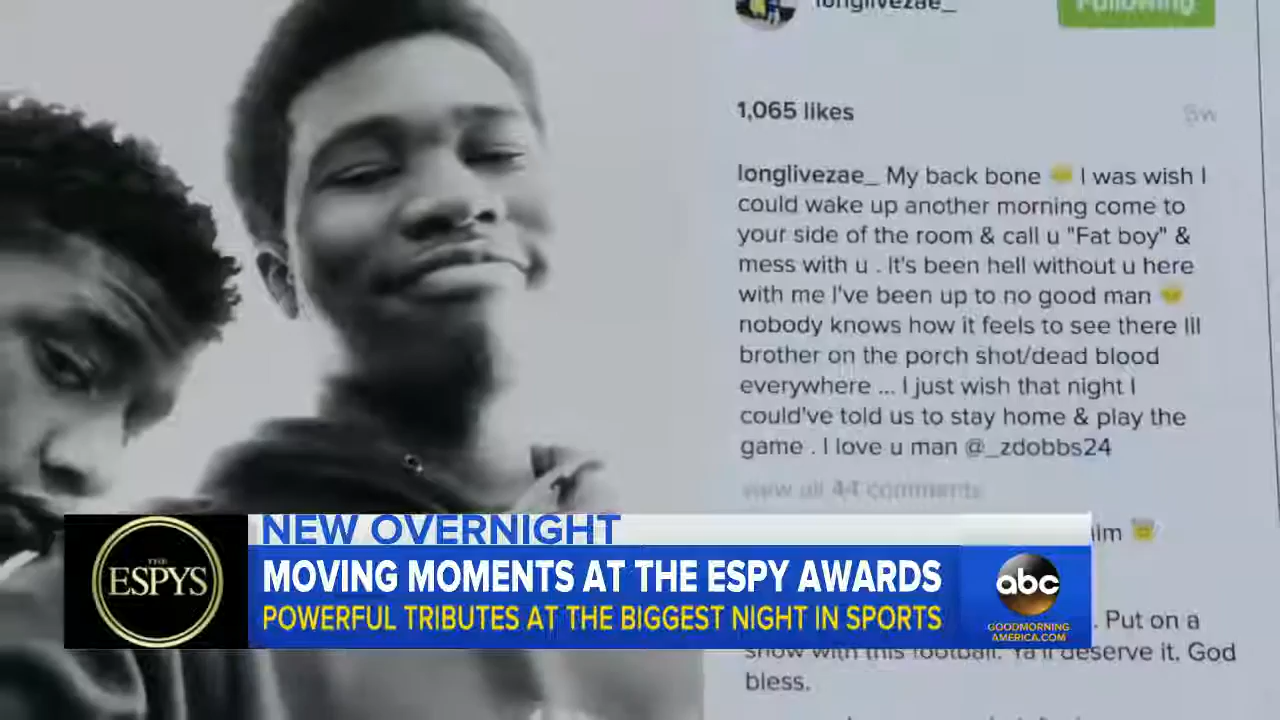 longlivezae_
Following
1,065 likes
longlivezae_ My back bone I was wish I
could wake up another morning come to
your side of the room & call u "Fat boy" &
mess with u . It's been hell without u here
with me I've been up to no good man
nobody knows how it feels to see there lil
brother on the porch shot/dead blood
everywhere ... I just wish that night I
could've told us to stay home & play the
game . I love u man @_zdobbs24
view all 44 comments
. Put on a
show with this football. Ya'll deserve it. God
bless.
THE
ESPYS
NEW OVERNIGHT
MOVING MOMENTS AT THE ESPY AWARDS
POWERFUL TRIBUTES AT THE BIGGEST NIGHT IN SPORTS
abc
GOODMORNING
AMERICA.COM